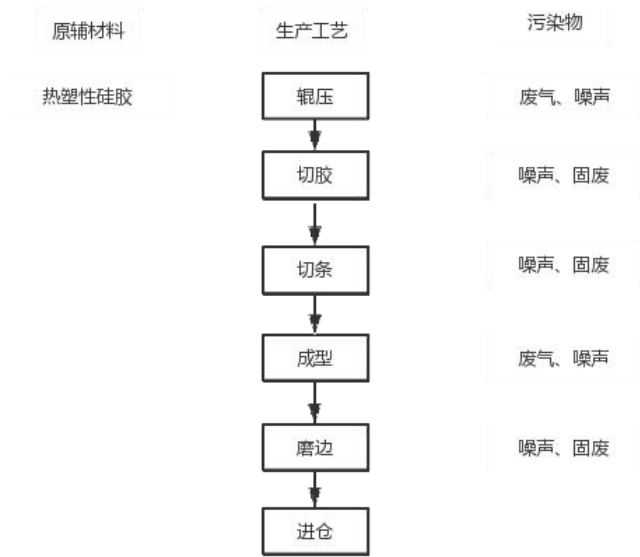 原辅材料 生产工艺 污染物
热塑性硅胶 辊压 废气、噪声
切胶 噪声、固废
切条 噪声、固废
成型 废气、噪声
磨边 噪声、固废
进仓